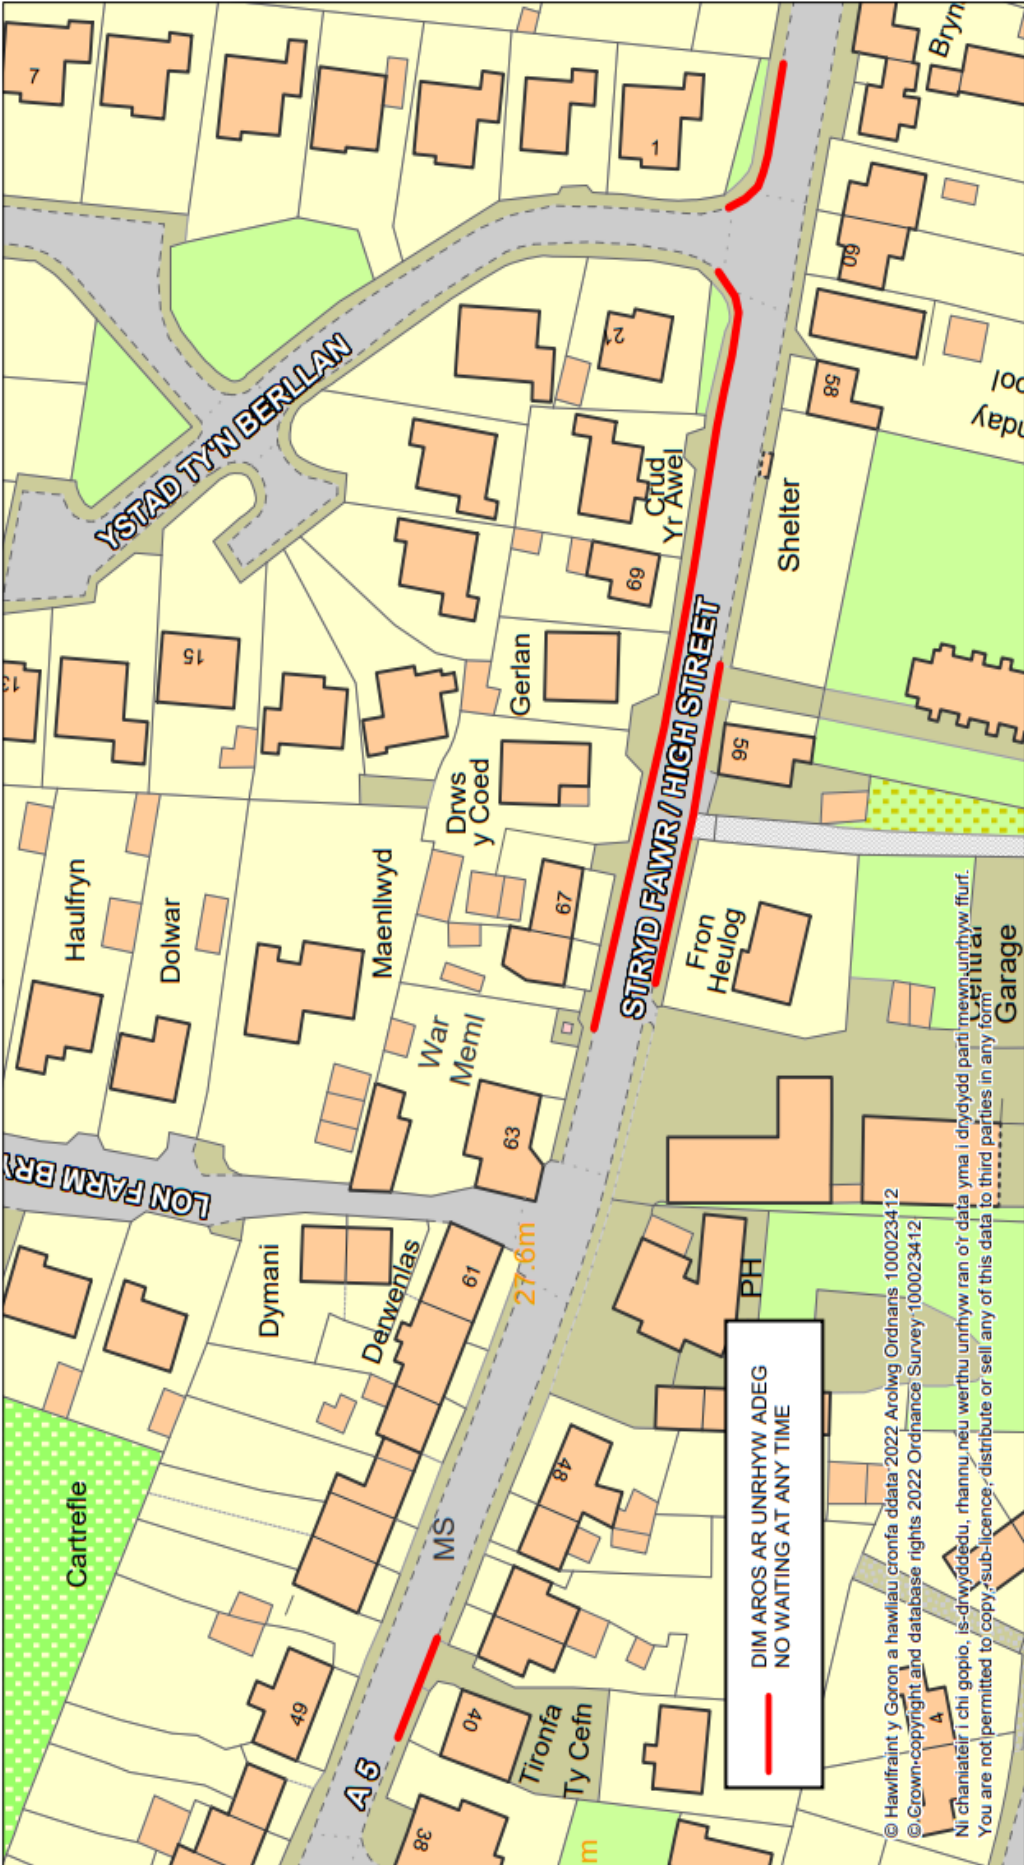 7
1
Bryn
60
21
58
YSTAD TY'N BERLLAN
Crud
Yr Awel
Shelter
69
13
15
Gerlan
STRYD FAWR / HIGH STREET
56
Drws
y Coed
67
Haulfryn
Dolwar
Maenllwyd
Fron
Heulog
Central
Garage
War
Meml
63
LON FARM BRY
27.6m
61
Dymani
Derwenlas
PH
Cartrefle
48
MS
49
40
Tironfa
Ty Cefn
A 5
38
m
4
DIM AROS AR UNRHYW ADEG
NO WAITING AT ANY TIME
© Hawlfraint y Goron a hawliau cronfa ddata 2022 Arolwg Ordnans 100023412
© Crown copyright and database rights 2022 Ordnance Survey 100023412
Ni chaniateir i chi gopio, is-drwyddedu, rhannu neu werthu unrhyw ran o'r data yma i drydydd parti mewn unrhyw ffurf.
You are not permitted to copy, sub-licence, distribute or sell any of this data to third parties in any form